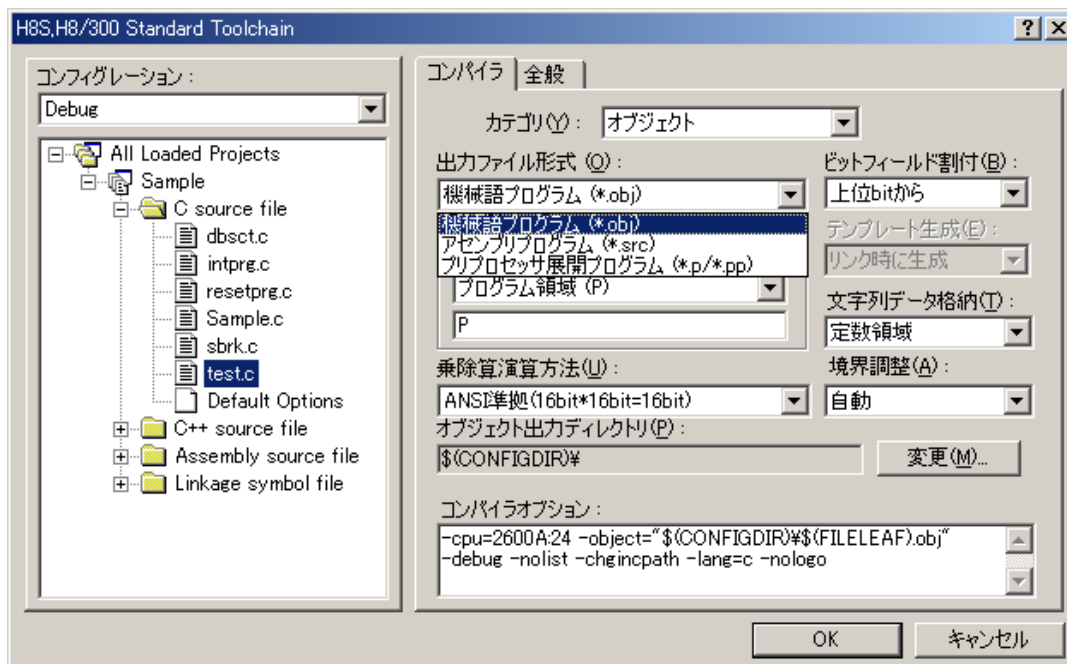 H8S,H8/300 Standard Toolchain
コンフィグレーション :
Debug
All Loaded Projects
Sample
C source file
dbsct.c
intprg.c
resetprg.c
Sample.c
sbrk.c
test.c
Default Options
C++ source file
Assembly source file
Linkage symbol file
コンパイラ 全般
カテゴリ(Y) : オブジェクト
出力ファイル形式 (O) :
機械語プログラム (*.obj)
機械語プログラム (*.obj)
アセンブリプログラム (*.src)
プリプロセッサ展開プログラム (*.p/*.pp)
プログラム領域 (P)
P
乗除算演算方法(U) :
ANSI準拠(16bit*16bit=16bit)
ビットフィールド割付(B) :
上位bitから
テンプレート生成(E) :
リンク時に生成
文字列データ格納(T) :
定数領域
境界調整(A) :
自動
オブジェクト出力ディレクトリ(P) :
$(CONFIGDIR)¥
変更(M)...
コンパイラオプション :
-cpu=2600A:24 -object="$(CONFIGDIR)¥$(FILELEAF).obj"
-debug -nolist -chgincpath -lang=c -nologo
OK キャンセル